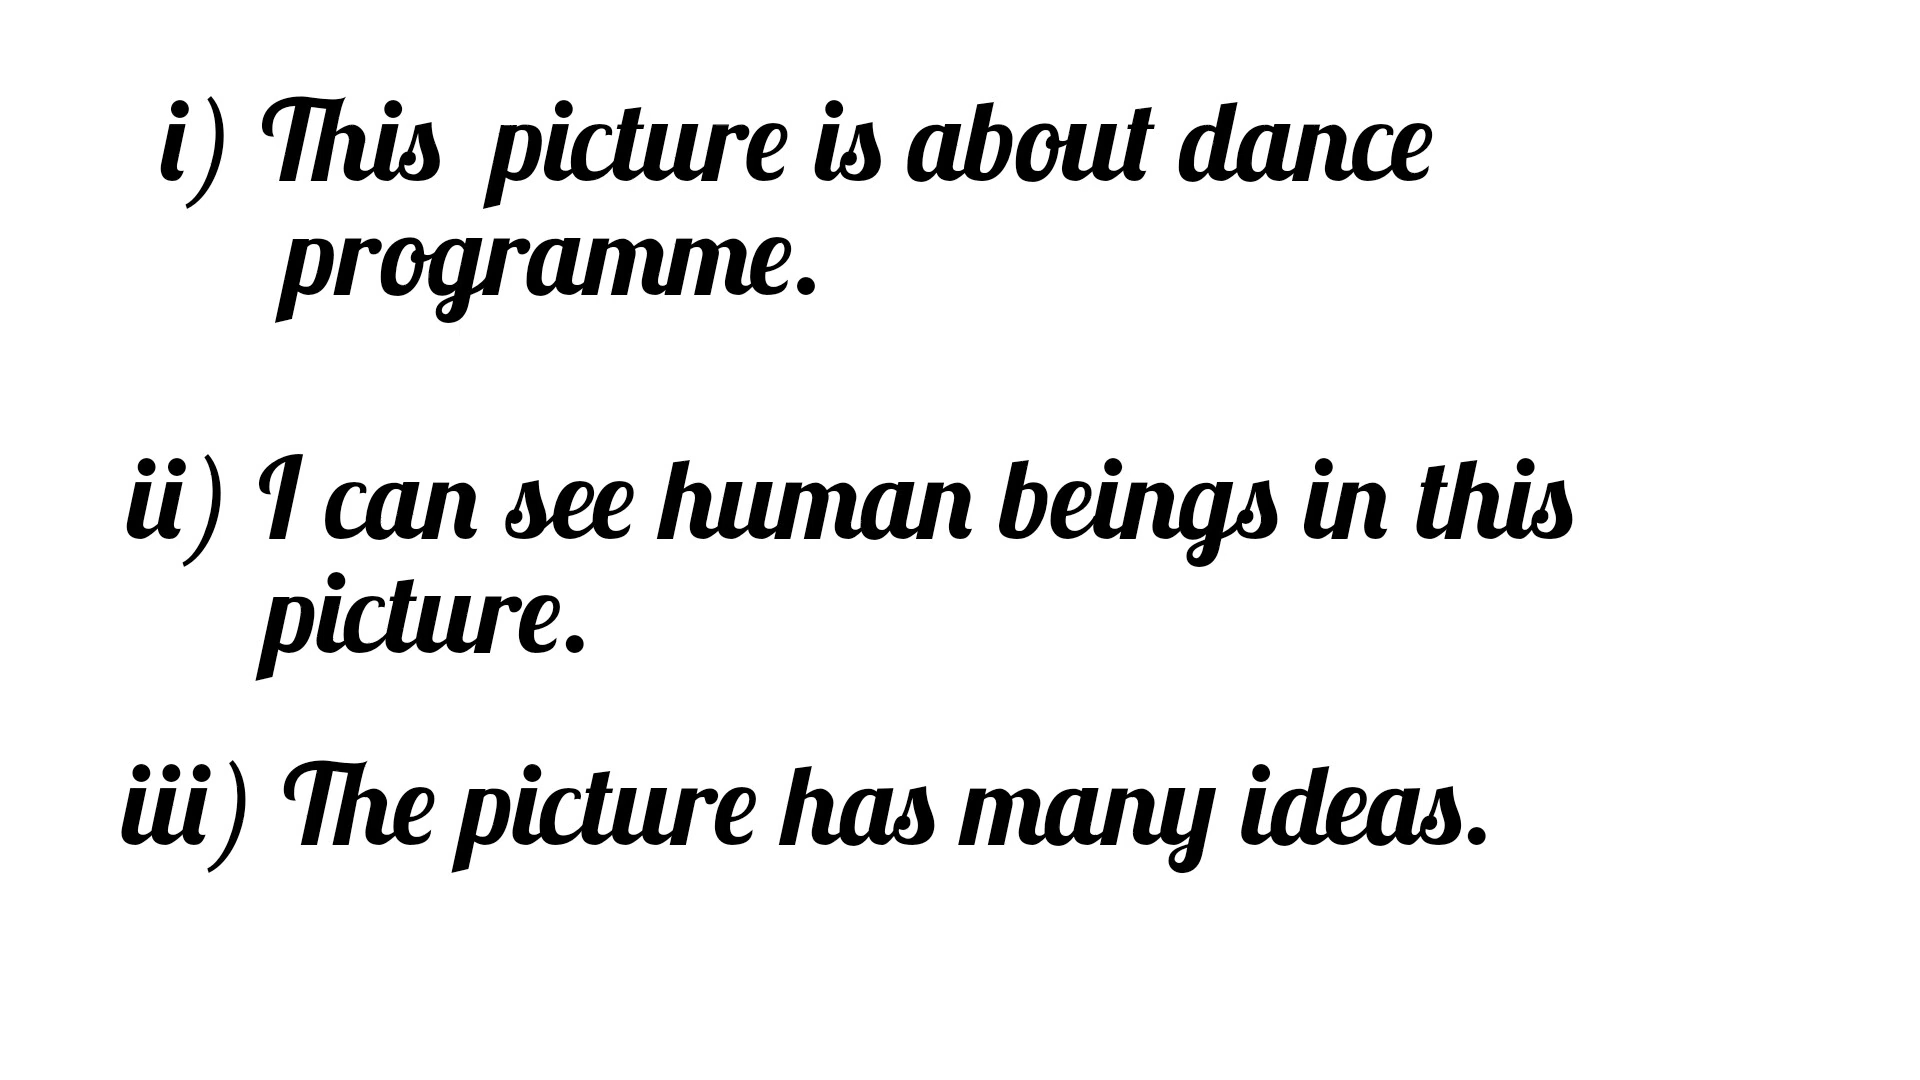 i) This picture is about dance
programme.
ii) I can see human beings in this
picture.
iii) The picture has many ideas.